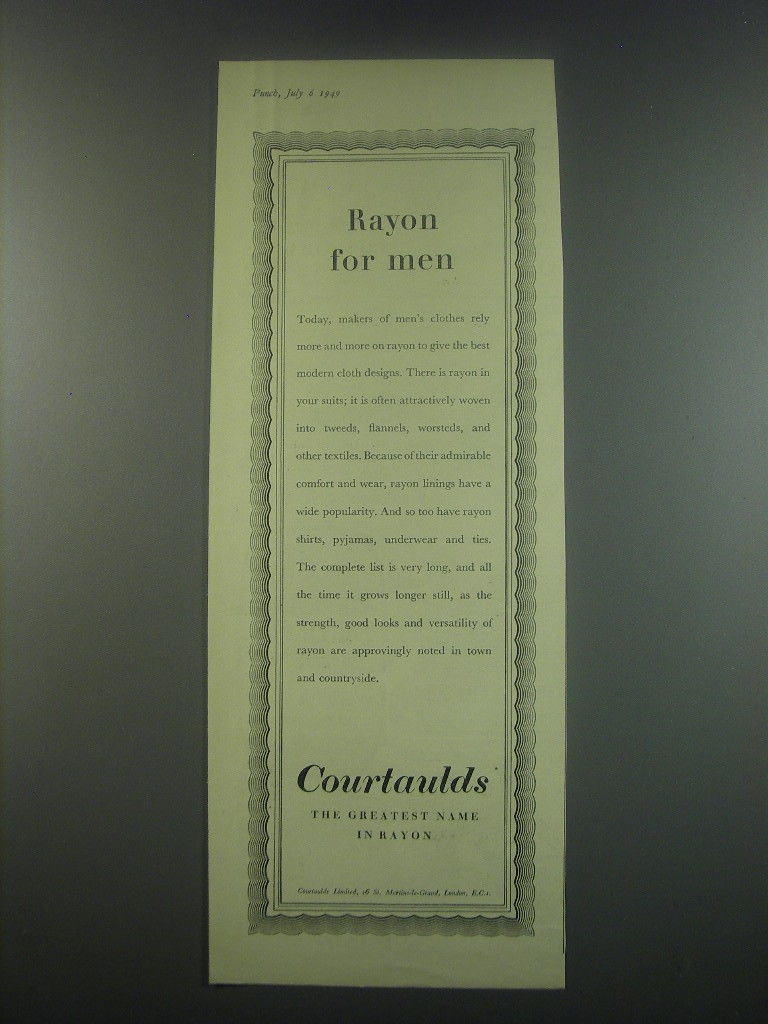 Punch, July 6 1949
Rayon
for men
Today, makers of men's clothes rely
more and more on rayon to give the best
modern cloth designs. There is rayon in
your suits; it is often attractively woven
into tweeds, flannels, worsteds, and
other textiles. Because of their admirable
comfort and wear, rayon linings have a
wide popularity. And so too have rayon
shirts, pyjamas, underwear and ties.
The complete list is very long, and all
the time it grows longer still, as the
strength, good looks and versatility of
rayon are approvingly noted in town
and countryside.
Courtaulds
THE GREATEST NAME
IN RAYON
Courtaulds Limited, 16 St. Martins-le-Grand, London, E.C.1.